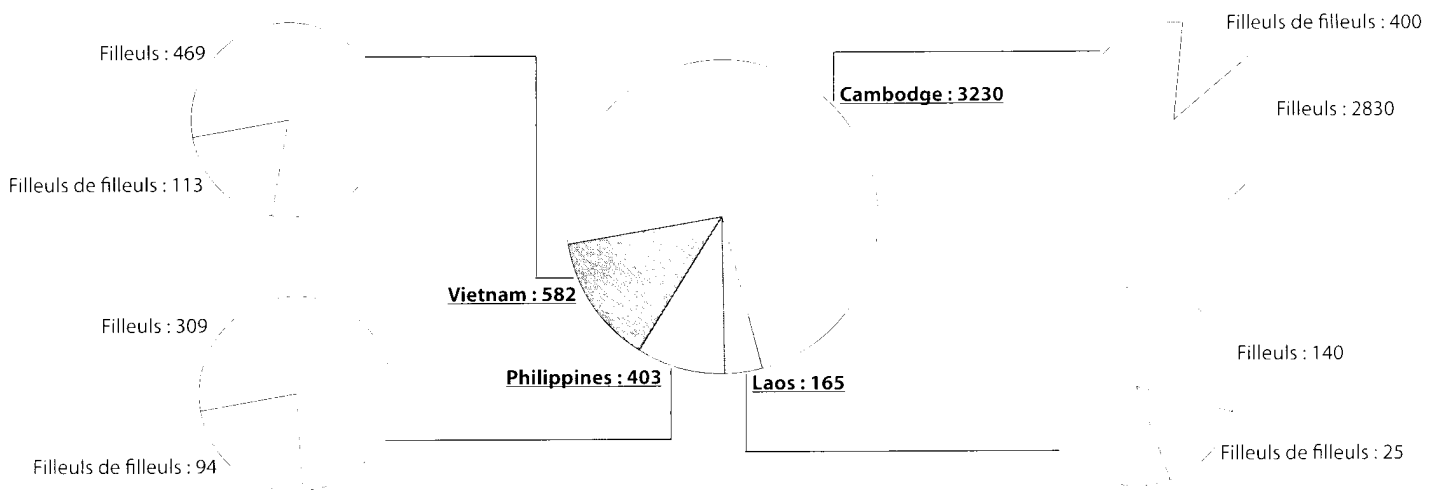 Filleuls : 469
Filleuls de filleuls : 113
Filleuls : 309
Filleuls de filleuls : 94
Vietnam : 582
Philippines : 403
Cambodge : 3230
Laos : 165
Filleuls de filleuls : 400
Filleuls : 2830
Filleuls : 140
Filleuls de filleuls : 25